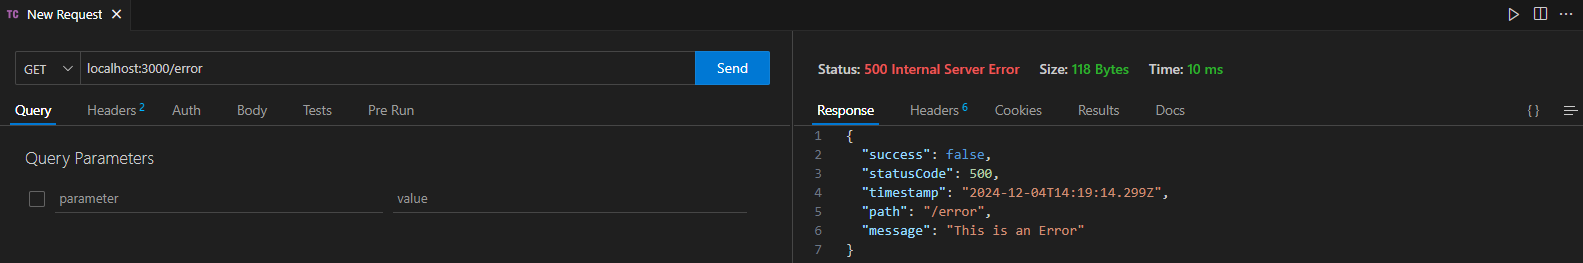 TC New Request
GET localhost:3000/error Send
Query Headers 2 Auth Body Tests Pre Run
Query Parameters
parameter value
Status: 500 Internal Server Error Size: 118 Bytes Time: 10 ms
Response Headers 6 Cookies Results Docs { }
1 {
2 "success": false,
3 "statusCode": 500,
4 "timestamp": "2024-12-04T14:19:14.299Z",
5 "path": "/error",
6 "message": "This is an Error"
7 }